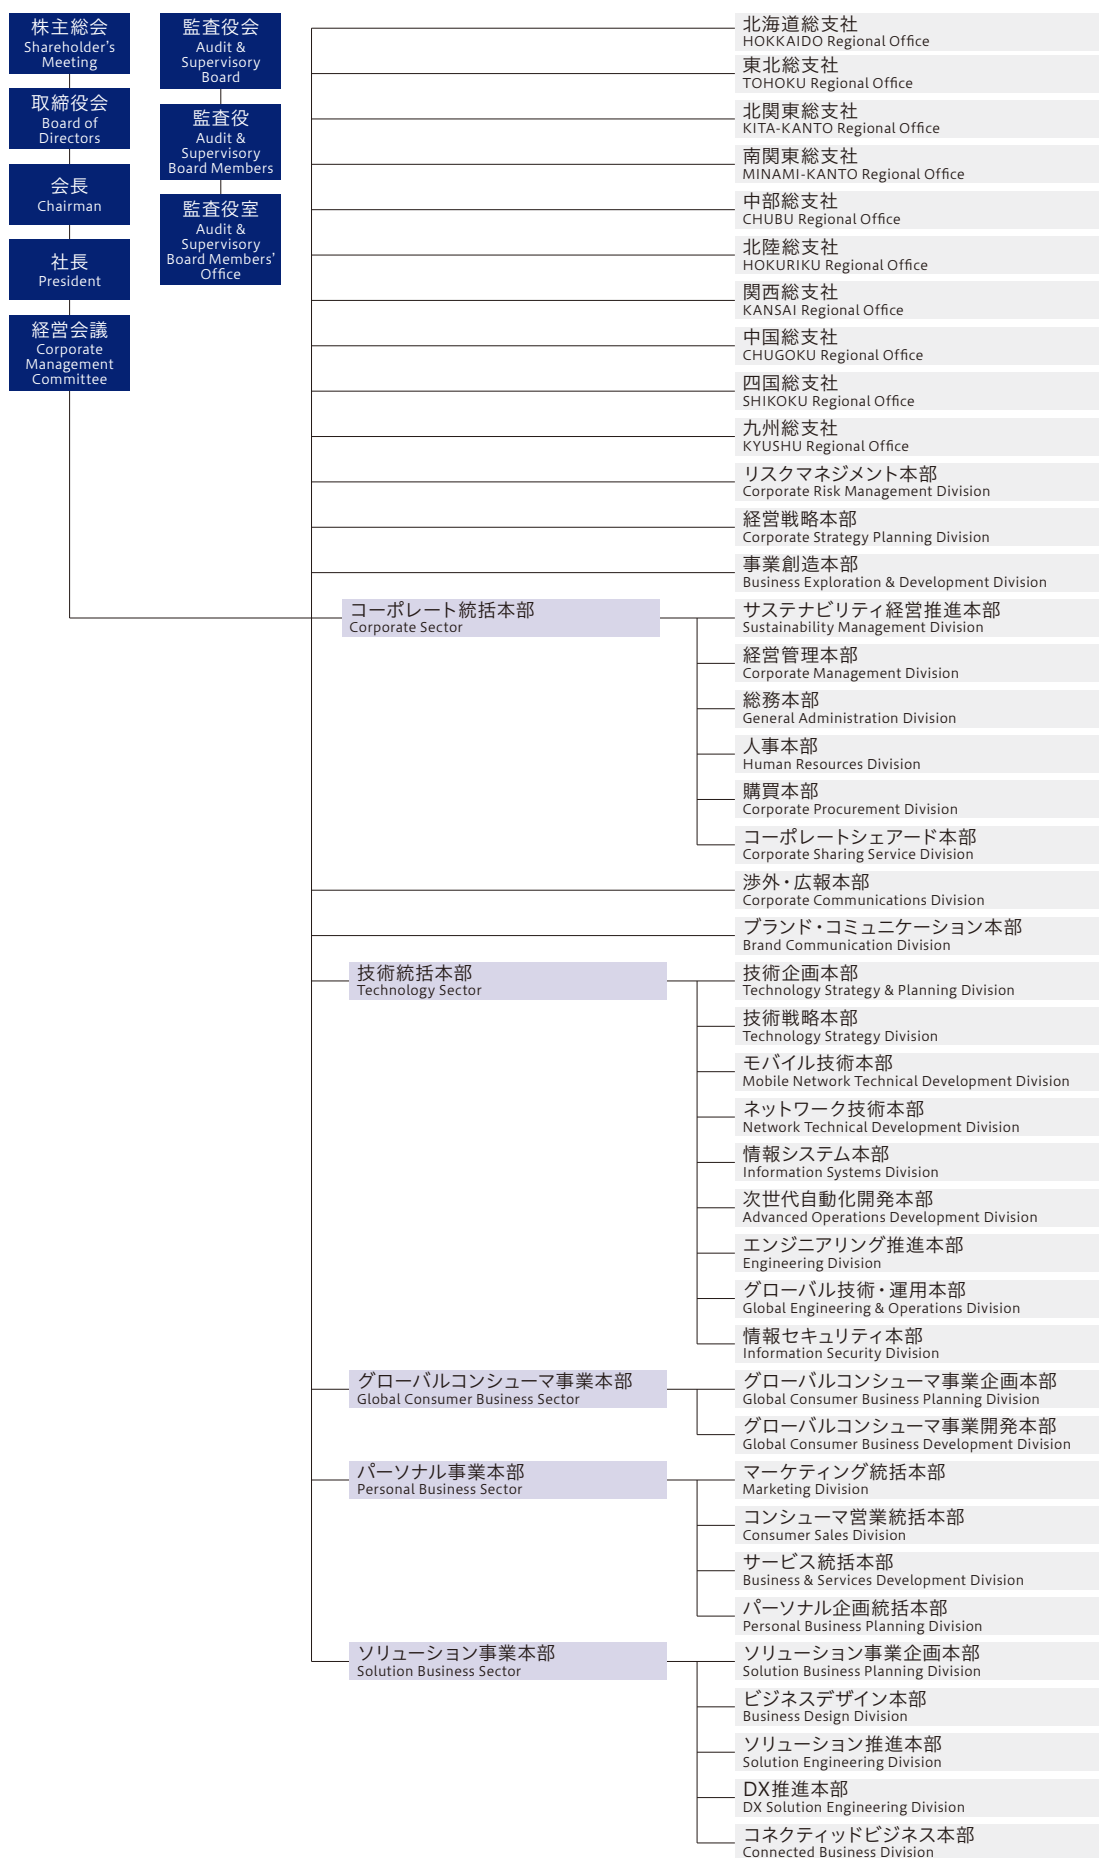 株主総会
Shareholder's
Meeting
取締役会
Board of
Directors
会長
Chairman
社長
President
経営会議
Corporate
Management
Committee
監査役会
Audit &
Supervisory
Board
監査役
Audit &
Supervisory
Board Members
監査役室
Audit &
Supervisory
Board Members'
Office
北海道総支社
HOKKAIDO Regional Office
東北総支社
TOHOKU Regional Office
北関東総支社
KITA-KANTO Regional Office
南関東総支社
MINAMI-KANTO Regional Office
中部総支社
CHUBU Regional Office
北陸総支社
HOKURIKU Regional Office
関西総支社
KANSAI Regional Office
中国総支社
CHUGOKU Regional Office
四国総支社
SHIKOKU Regional Office
九州総支社
KYUSHU Regional Office
リスクマネジメント本部
Corporate Risk Management Division
経営戦略本部
Corporate Strategy Planning Division
事業創造本部
Business Exploration & Development Division
コーポレート統括本部
Corporate Sector
サステナビリティ経営推進本部
Sustainability Management Division
経営管理本部
Corporate Management Division
総務本部
General Administration Division
人事本部
Human Resources Division
購買本部
Corporate Procurement Division
コーポレートシェアード本部
Corporate Sharing Service Division
渉外・広報本部
Corporate Communications Division
ブランド・コミュニケーション本部
Brand Communication Division
技術統括本部
Technology Sector
技術企画本部
Technology Strategy & Planning Division
技術戦略本部
Technology Strategy Division
モバイル技術本部
Mobile Network Technical Development Division
ネットワーク技術本部
Network Technical Development Division
情報システム本部
Information Systems Division
次世代自動化開発本部
Advanced Operations Development Division
エンジニアリング推進本部
Engineering Division
グローバル技術・運用本部
Global Engineering & Operations Division
情報セキュリティ本部
Information Security Division
グローバルコンシューマ事業本部
Global Consumer Business Sector
グローバルコンシューマ事業企画本部
Global Consumer Business Planning Division
グローバルコンシューマ事業開発本部
Global Consumer Business Development Division
パーソナル事業本部
Personal Business Sector
マーケティング統括本部
Marketing Division
コンシューマ営業統括本部
Consumer Sales Division
サービス統括本部
Business & Services Development Division
パーソナル企画統括本部
Personal Business Planning Division
ソリューション事業本部
Solution Business Sector
ソリューション事業企画本部
Solution Business Planning Division
ビジネスデザイン本部
Business Design Division
ソリューション推進本部
Solution Engineering Division
DX推進本部
DX Solution Engineering Division
コネクティッドビジネス本部
Connected Business Division